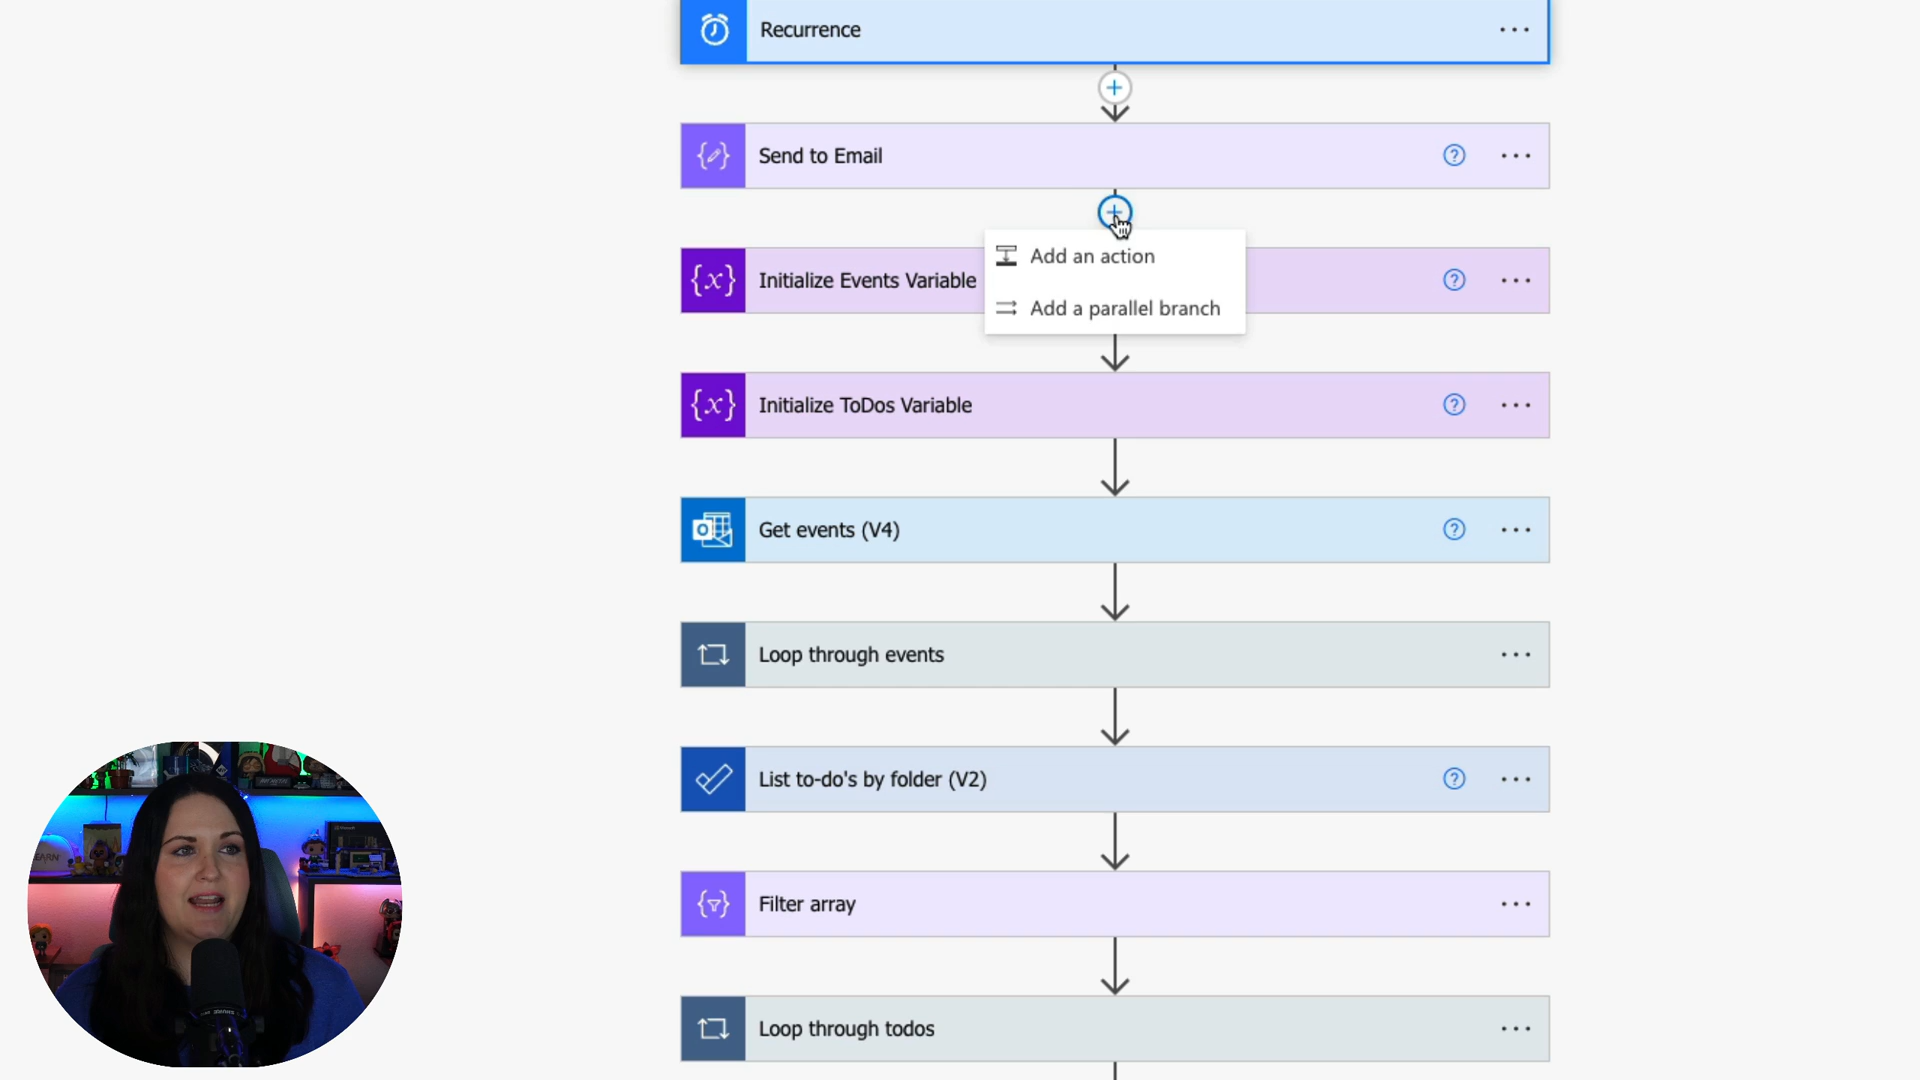 Recurrence
Send to Email
Add an action
Initialize Events Variable
Add a parallel branch
Initialize ToDos Variable
Get events (V4)
Loop through events
List to-do's by folder (V2)
Filter array
Loop through todos